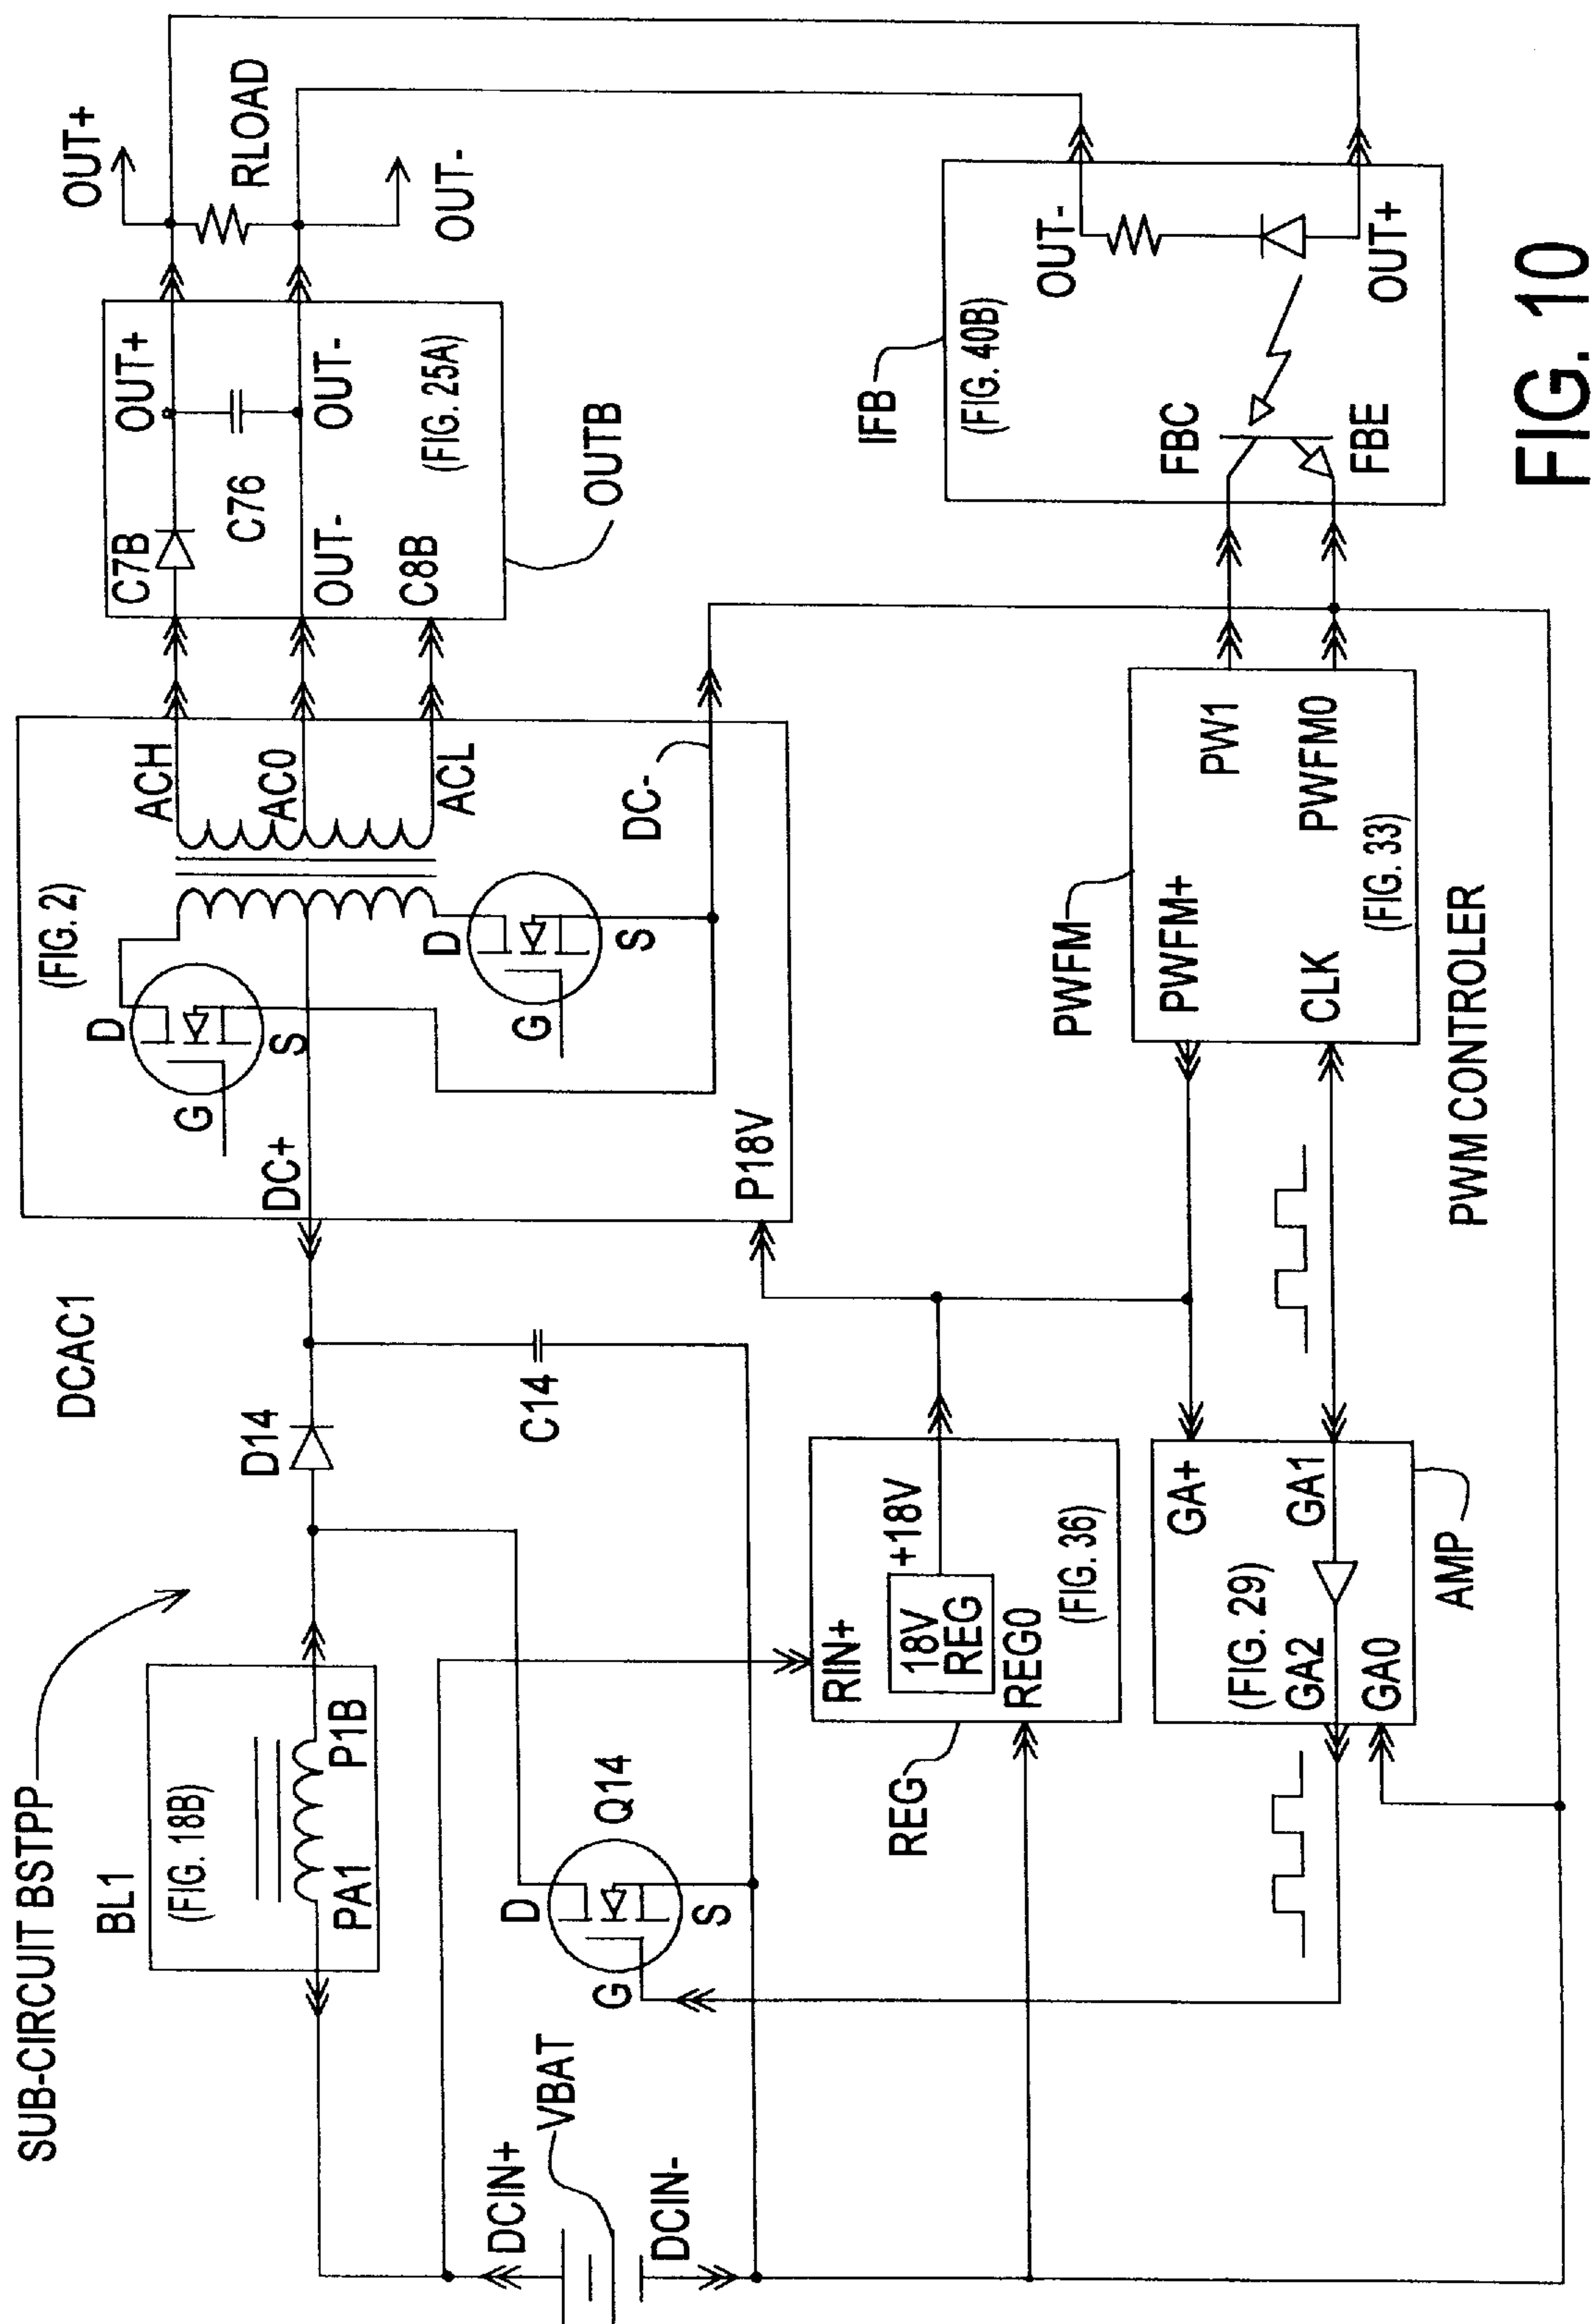 SUB-CIRCUIT BSTPP
BL1
(FIG. 18B)
PA1
P1B
DCIN+
VBAT
DCIN-
D
Q14
G
S
D14
C14
DCAC1
(FIG. 2)
D
G
S
DC+
D
G
S
P18V
DC-
ACH
AC0
ACL
C7B
OUT+
C76
OUT-
OUT-
C8B
(FIG. 25A)
OUTB
OUT+
RLOAD
OUT-
RIN+
18V
REG
+18V
REG0
(FIG. 36)
REG
GA+
(FIG. 29)
GA2
GA1
GA0
AMP
PWFM
PWFM+
PW1
CLK
PWFM0
(FIG. 33)
PWM CONTROLER
IFB
(FIG. 40B)
OUT-
FBC
FBE
OUT+
FIG. 10